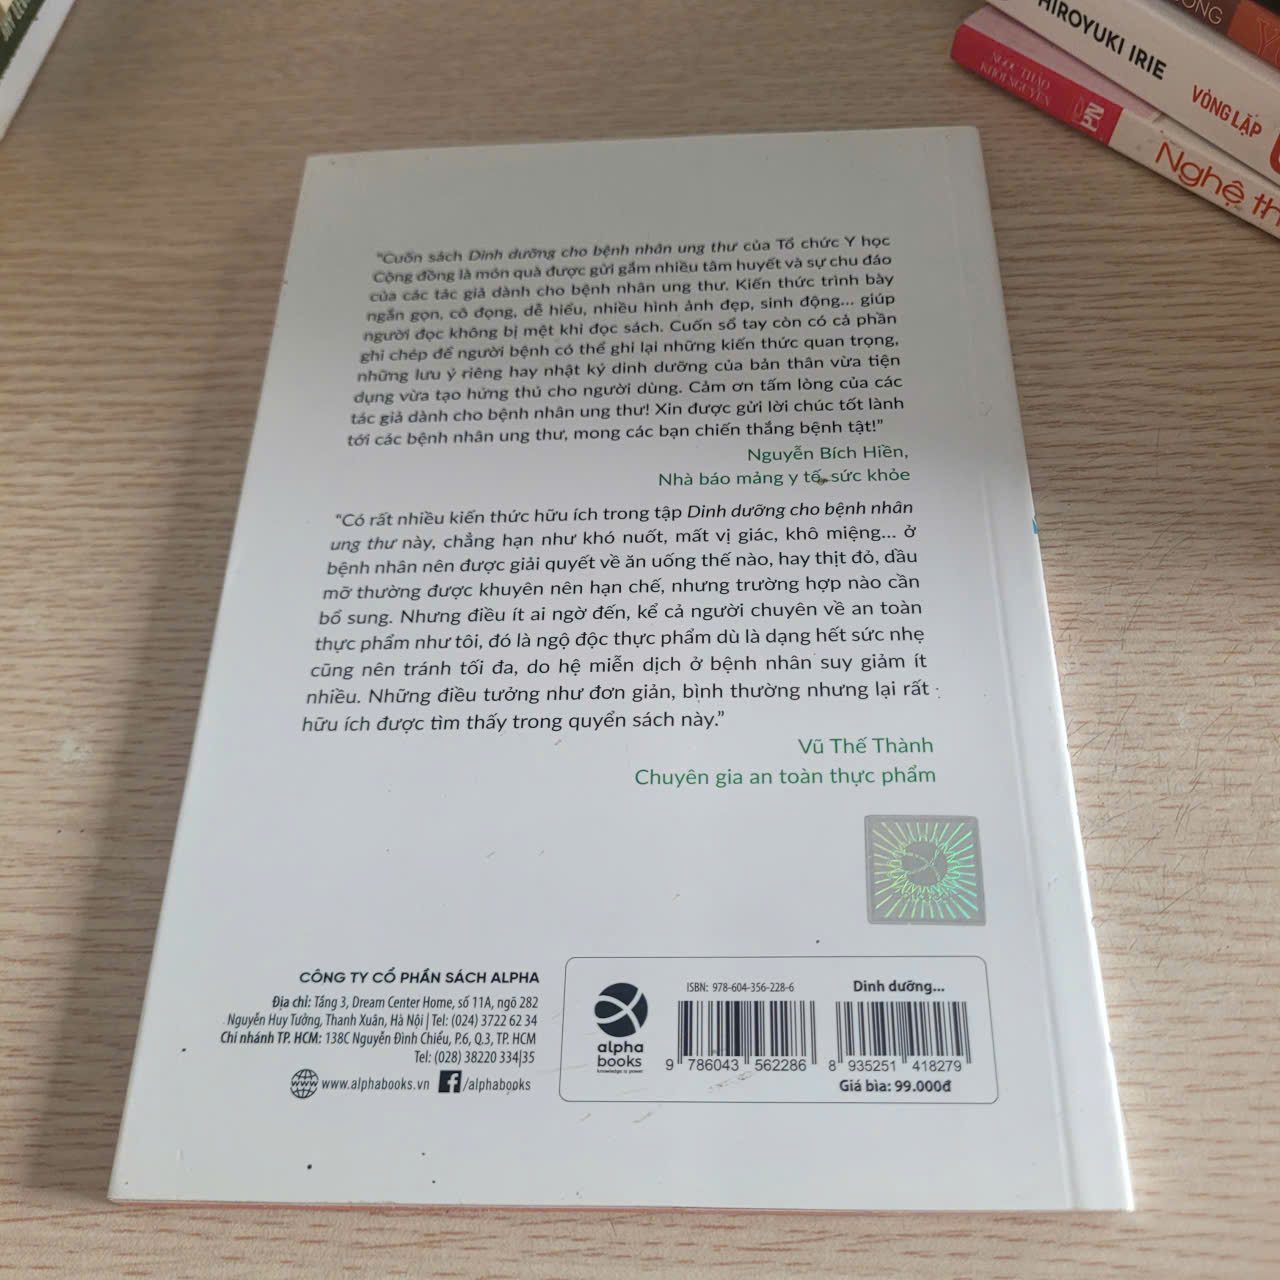 HIROYUKI IRIE
VÒNG LẶP
NGỌC THẢO
KHÔI NGUYÊN
Nghệ th
"Cuốn sách Dinh dưỡng cho bệnh nhân ung thư của Tổ chức Y học
Cộng đồng là món quà được gửi gắm nhiều tâm huyết và sự chu đáo
của các tác giả dành cho bệnh nhân ung thư. Kiến thức trình bày
ngắn gọn, cô đọng, dễ hiểu, nhiều hình ảnh đẹp, sinh động... giúp
người đọc không bị mệt khi đọc sách. Cuốn sổ tay còn có cả phần
ghi chép để người bệnh có thể ghi lại những kiến thức quan trọng,
những lưu ý riêng hay nhật ký dinh dưỡng của bản thân vừa tiện
dụng vừa tạo hứng thú cho người dùng. Cảm ơn tấm lòng của các
tác giả dành cho bệnh nhân ung thư! Xin được gửi lời chúc tốt lành
tới các bệnh nhân ung thư, mong các bạn chiến thắng bệnh tật!"
Nguyễn Bích Hiền,
Nhà báo mảng y tế, sức khỏe
"Có rất nhiều kiến thức hữu ích trong tập Dinh dưỡng cho bệnh nhân
ung thư này, chẳng hạn như khó nuốt, mất vị giác, khô miệng... ở
bệnh nhân nên được giải quyết về ăn uống thế nào, hay thịt đỏ, dầu
mỡ thường được khuyên nên hạn chế, nhưng trường hợp nào cần
bổ sung. Nhưng điều ít ai ngờ đến, kể cả người chuyên về an toàn
thực phẩm như tôi, đó là ngộ độc thực phẩm dù là dạng hết sức nhẹ
cũng nên tránh tối đa, do hệ miễn dịch ở bệnh nhân suy giảm ít
nhiều. Những điều tưởng như đơn giản, bình thường nhưng lại rất
hữu ích được tìm thấy trong quyển sách này."
Vũ Thế Thành
Chuyên gia an toàn thực phẩm
CÔNG TY CỔ PHẦN SÁCH ALPHA
Địa chỉ: Tầng 3, Dream Center Home, số 11A, ngõ 282
Nguyễn Huy Tưởng, Thanh Xuân, Hà Nội | Tel: (024) 3722 62 34
Chi nhánh TP. HCM: 138C Nguyễn Đình Chiểu, P.6, Q.3, TP. HCM
Tel: (028) 38220 334|35
www.alphabooks.vn f/alphabooks
alpha
books
knowledge is power
ISBN: 978-604-356-228-6
9 786043 562286
Dinh dưỡng...
8 935251 418279
Giá bìa: 99.000đ